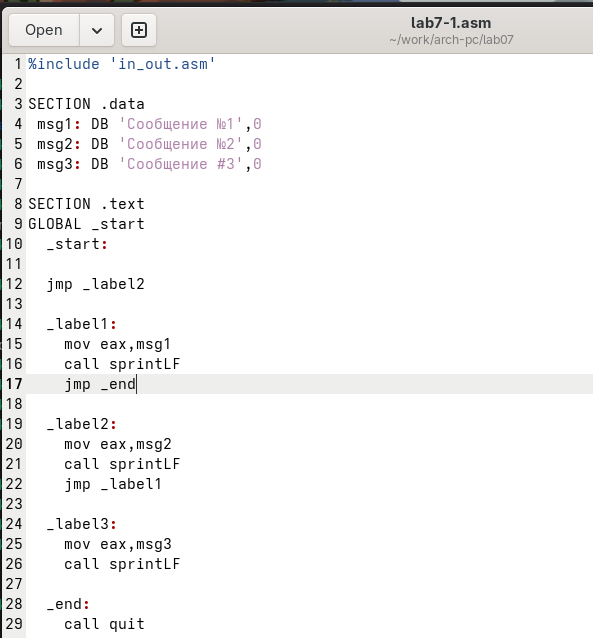 Open
lab7-1.asm
~/work/arch-pc/lab07
1 %include 'in_out.asm'
2
3 SECTION .data
4  msg1: DB 'Сообщение №1',0
5  msg2: DB 'Сообщение №2',0
6  msg3: DB 'Сообщение #3',0
7
8 SECTION .text
9 GLOBAL _start
10   _start:
11
12   jmp _label2
13
14   _label1:
15     mov eax,msg1
16     call sprintLF
17     jmp _end
18
19   _label2:
20     mov eax,msg2
21     call sprintLF
22     jmp _label1
23
24   _label3:
25     mov eax,msg3
26     call sprintLF
27
28   _end:
29     call quit